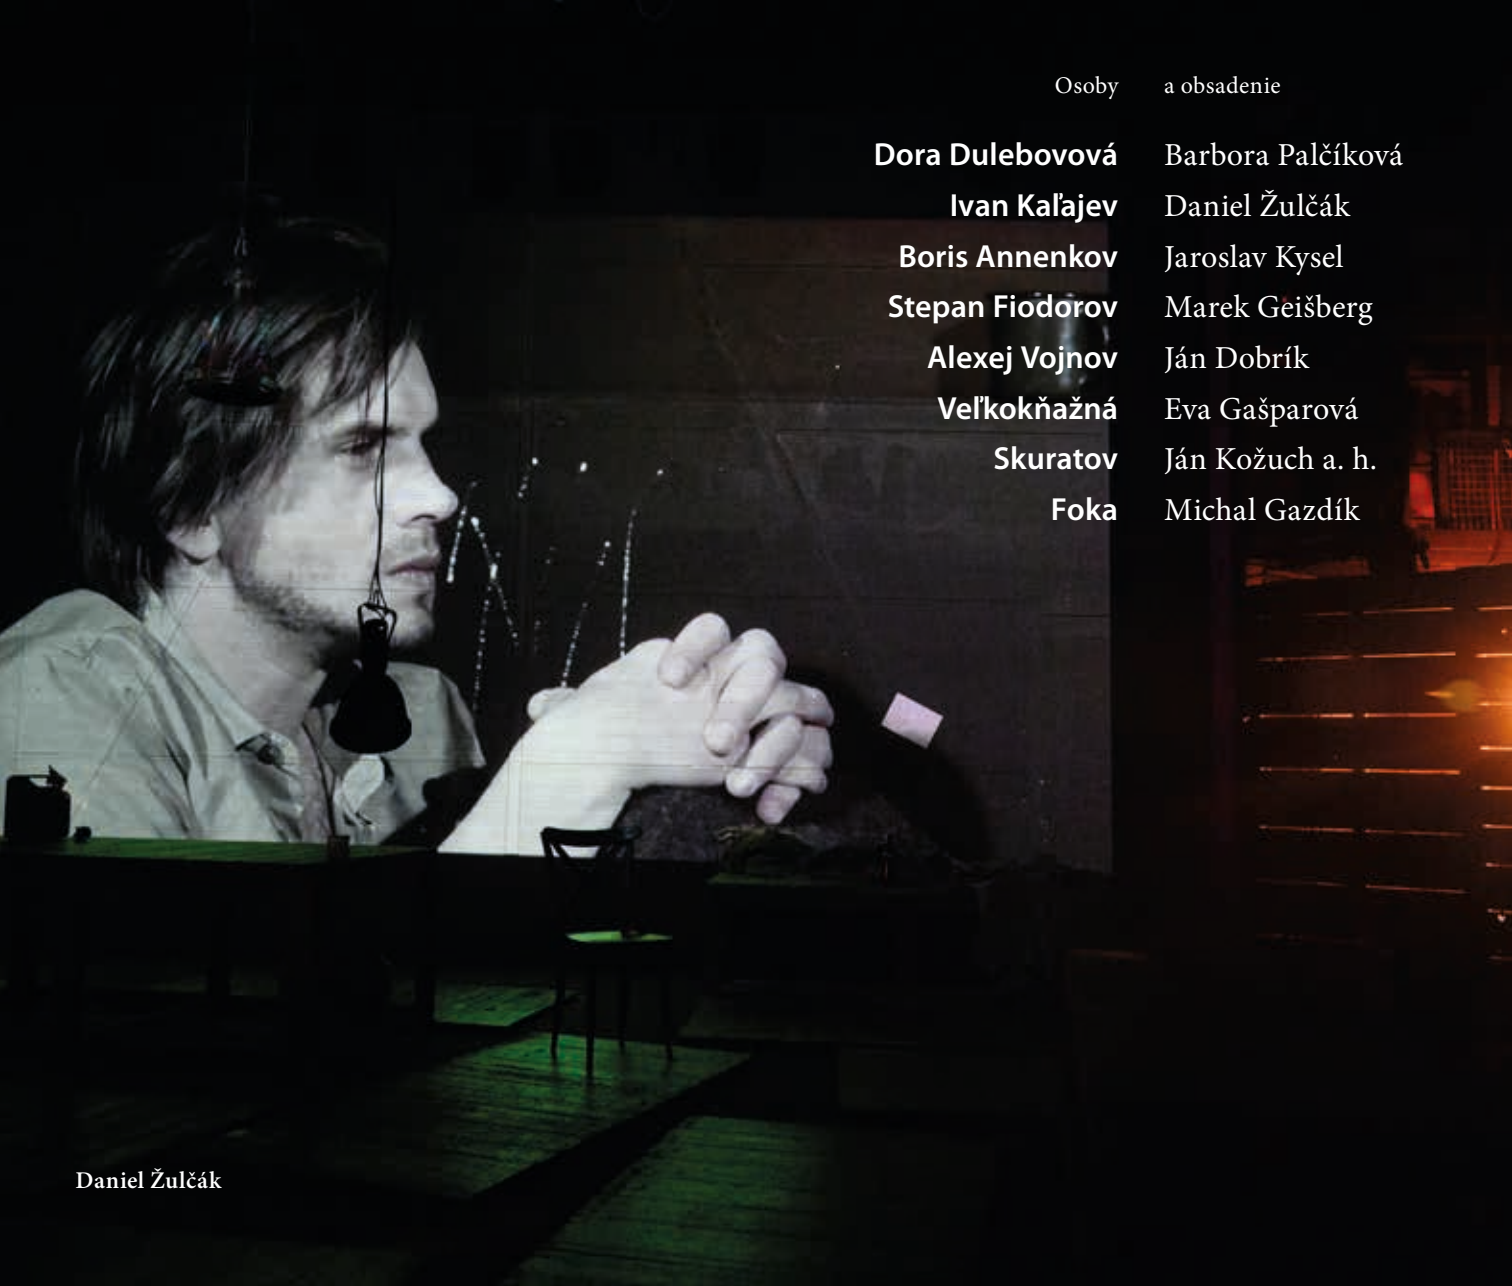 Osoby a obsadenie
Dora Dulebovová Barbora Palčíková
Ivan Kaľajev Daniel Žulčák
Boris Annenkov Jaroslav Kysel
Stepan Fiodorov Marek Geišberg
Alexej Vojnov Ján Dobrík
Veľkokňažná Eva Gašparová
Skuratov Ján Kožuch a. h.
Foka Michal Gazdík
Daniel Žulčák